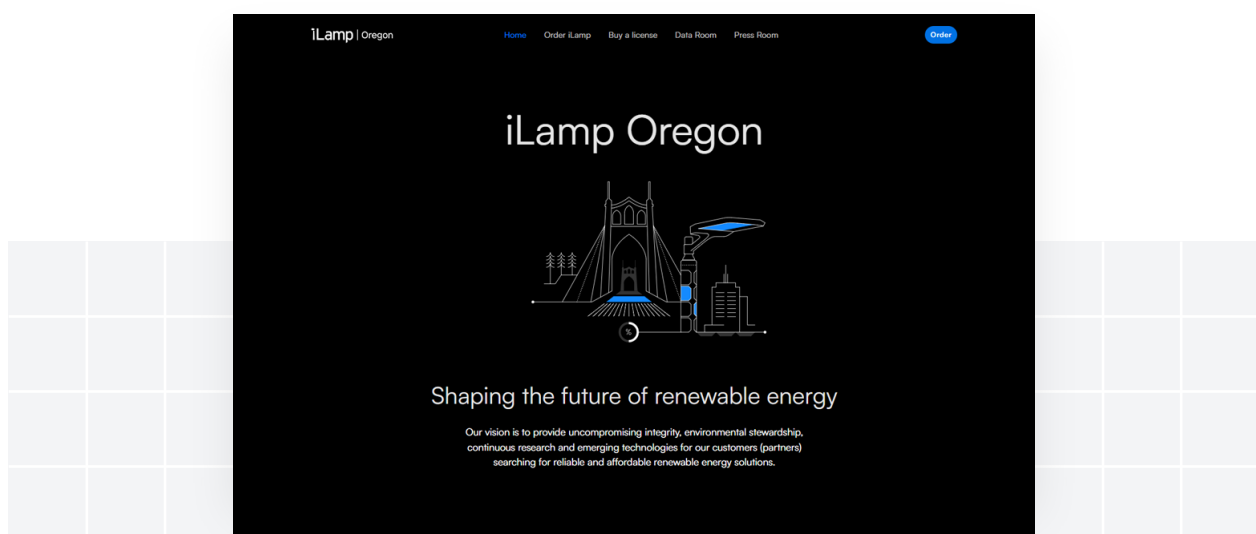 iLamp | Oregon
Home Order iLamp Buy a license Data Room Press Room
Order
iLamp Oregon
%
Shaping the future of renewable energy
Our vision is to provide uncompromising integrity, environmental stewardship,
continuous research and emerging technologies for our customers (partners)
searching for reliable and affordable renewable energy solutions.